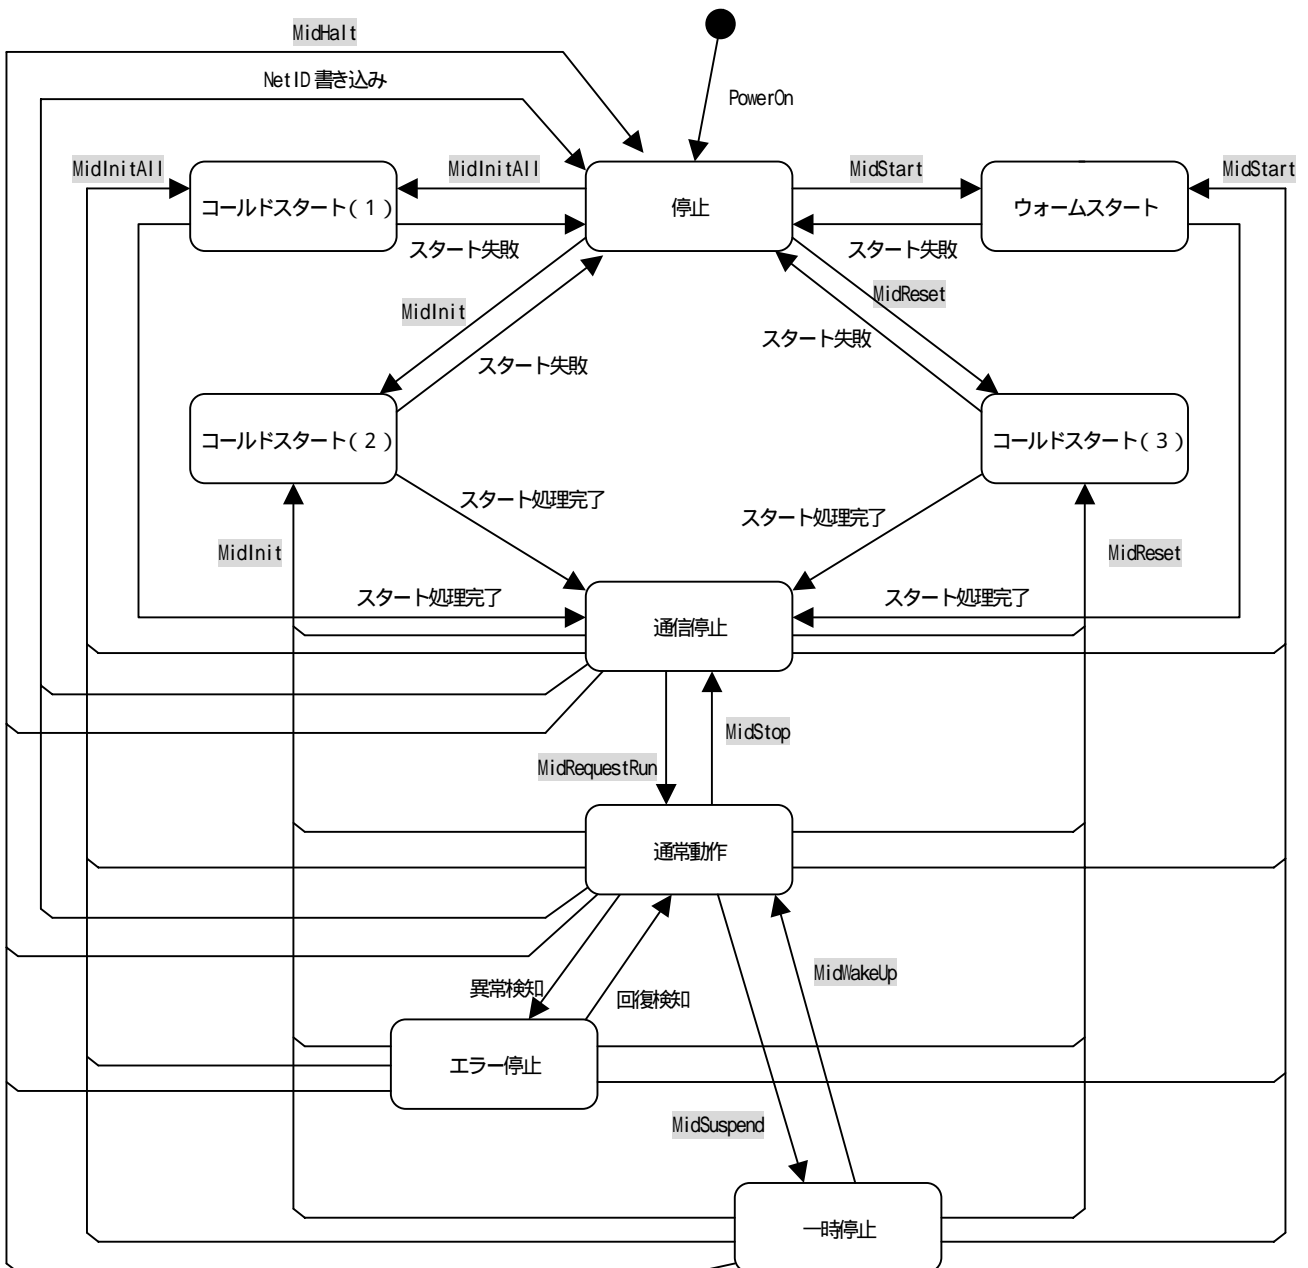 MidHalt
NetID書き込み
PowerOn
MidInitAll
MidInitAll
MidStart
MidStart
コールドスタート(1)
停止
ウォームスタート
スタート失敗
スタート失敗
MidInit
MidReset
スタート失敗
スタート失敗
コールドスタート(2)
コールドスタート(3)
スタート処理完了
スタート処理完了
MidInit
MidReset
スタート処理完了
スタート処理完了
通信停止
MidStop
MidRequestRun
通常動作
異常検知
回復検知
MidWakeUp
エラー停止
MidSuspend
一時停止